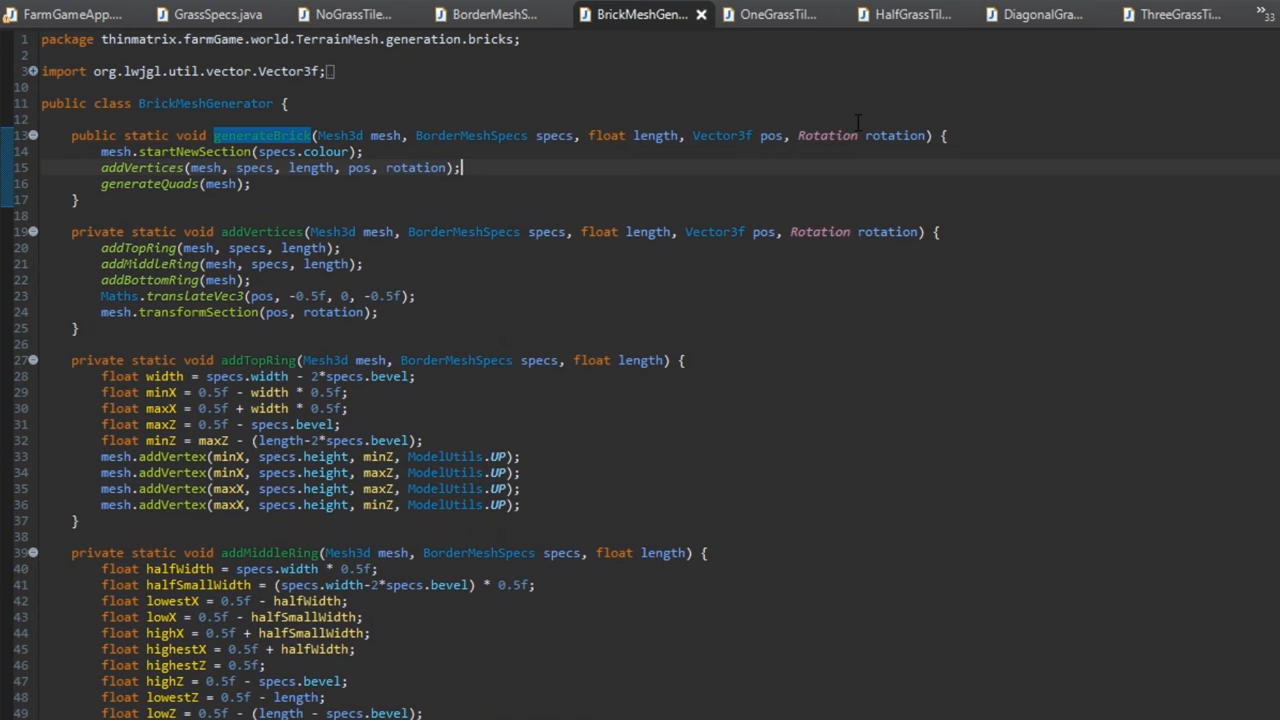 FarmGameApp....
GrassSpecs.java
NoGrassTile...
BorderMeshS...
BrickMeshGen...
OneGrassTil...
HalfGrassTil...
DiagonalGra...
ThreeGrassTi...
»33
1 package thinmatrix.farmGame.world.TerrainMesh.generation.bricks;
2
3 import org.lwjgl.util.vector.Vector3f;
10
11 public class BrickMeshGenerator {
12
13 public static void generateBrick(Mesh3d mesh, BorderMeshSpecs specs, float length, Vector3f pos, Rotation rotation) {
14 mesh.startNewSection(specs.colour);
15 addVertices(mesh, specs, length, pos, rotation);
16 generateQuads(mesh);
17 }
18
19 private static void addVertices(Mesh3d mesh, BorderMeshSpecs specs, float length, Vector3f pos, Rotation rotation) {
20 addTopRing(mesh, specs, length);
21 addMiddleRing(mesh, specs, length);
22 addBottomRing(mesh);
23 Maths.translateVec3(pos, -0.5f, 0, -0.5f);
24 mesh.transformSection(pos, rotation);
25 }
26
27 private static void addTopRing(Mesh3d mesh, BorderMeshSpecs specs, float length) {
28 float width = specs.width - 2*specs.bevel;
29 float minX = 0.5f - width * 0.5f;
30 float maxX = 0.5f + width * 0.5f;
31 float maxZ = 0.5f - specs.bevel;
32 float minZ = maxZ - (length-2*specs.bevel);
33 mesh.addVertex(minX, specs.height, minZ, ModelUtils.UP);
34 mesh.addVertex(minX, specs.height, maxZ, ModelUtils.UP);
35 mesh.addVertex(maxX, specs.height, maxZ, ModelUtils.UP);
36 mesh.addVertex(maxX, specs.height, minZ, ModelUtils.UP);
37 }
38
39 private static void addMiddleRing(Mesh3d mesh, BorderMeshSpecs specs, float length) {
40 float halfWidth = specs.width * 0.5f;
41 float halfSmallWidth = (specs.width-2*specs.bevel) * 0.5f;
42 float lowestX = 0.5f - halfWidth;
43 float lowX = 0.5f - halfSmallWidth;
44 float highX = 0.5f + halfSmallWidth;
45 float highestX = 0.5f + halfWidth;
46 float highestZ = 0.5f;
47 float highZ = 0.5f - specs.bevel;
48 float lowestZ = 0.5f - length;
49 float lowZ = 0.5f - (length - specs.bevel);